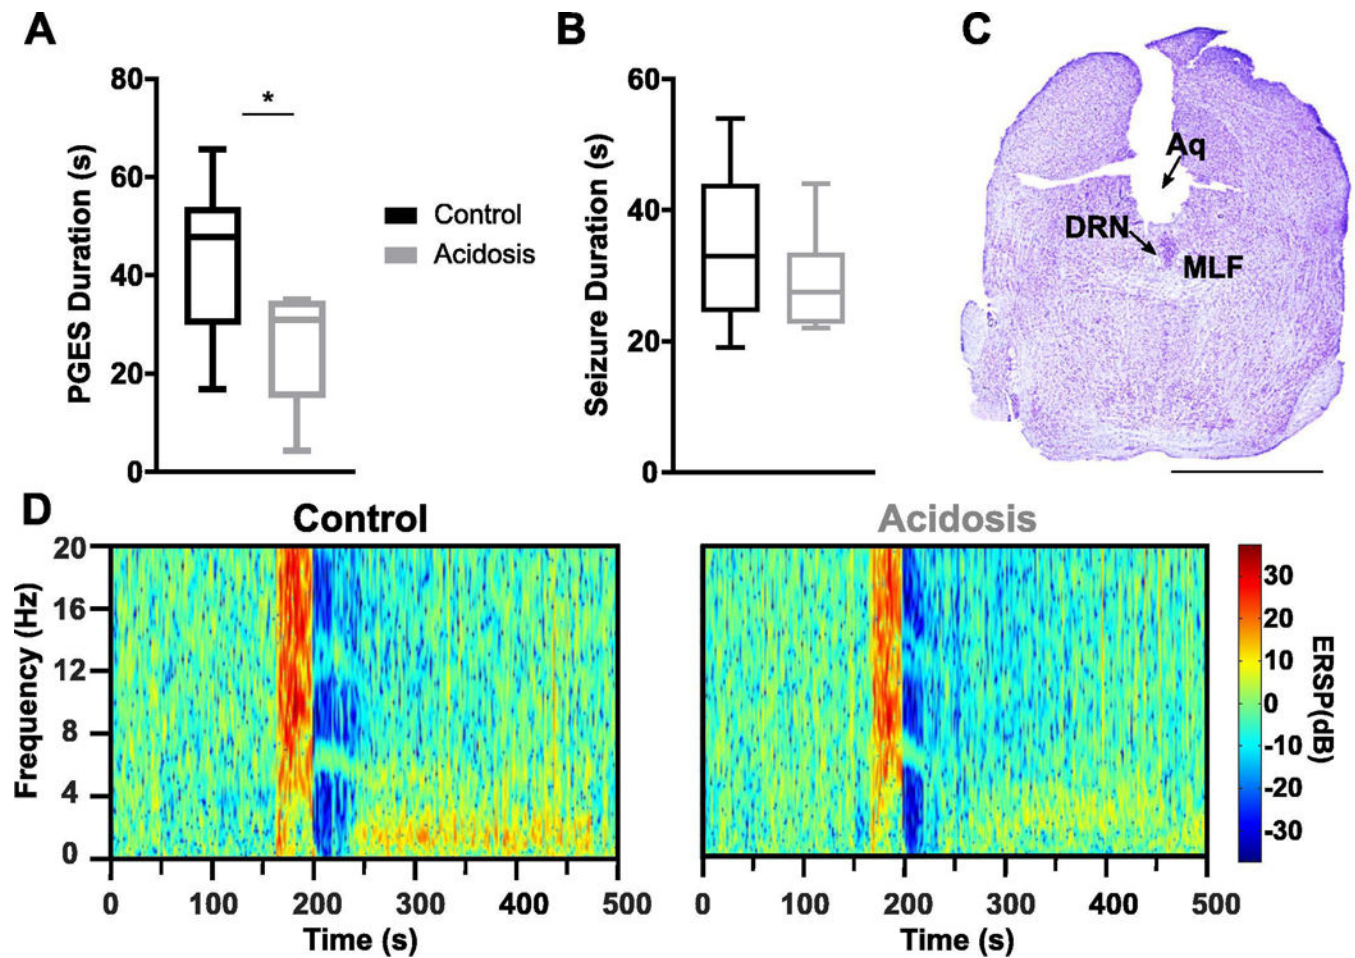 A
B
C
80
60
40
20
0
PGES Duration (s)
*
Control
Acidosis
60
40
20
0
Seizure Duration (s)
Aq
DRN
MLF
D
Control
Acidosis
20
16
12
8
4
0
Frequency (Hz)
0 100 200 300 400 500
Time (s)
0 100 200 300 400 500
Time (s)
30
20
10
0
-10
-20
-30
ERSP(dB)